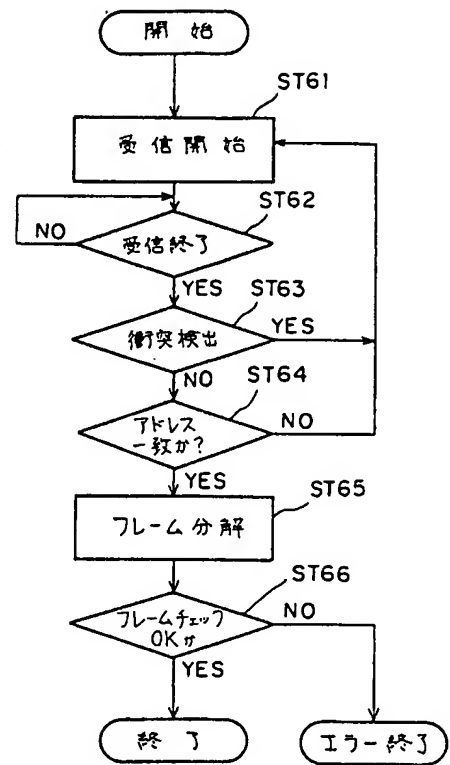 開始
ST61
受信開始
ST62
NO
受信終了
YES
ST63
衝突検出
YES
NO
ST64
アドレス
一致か?
NO
YES
ST65
フレーム分解
ST66
フレームチェック
OKか
NO
YES
終了
エラー終了